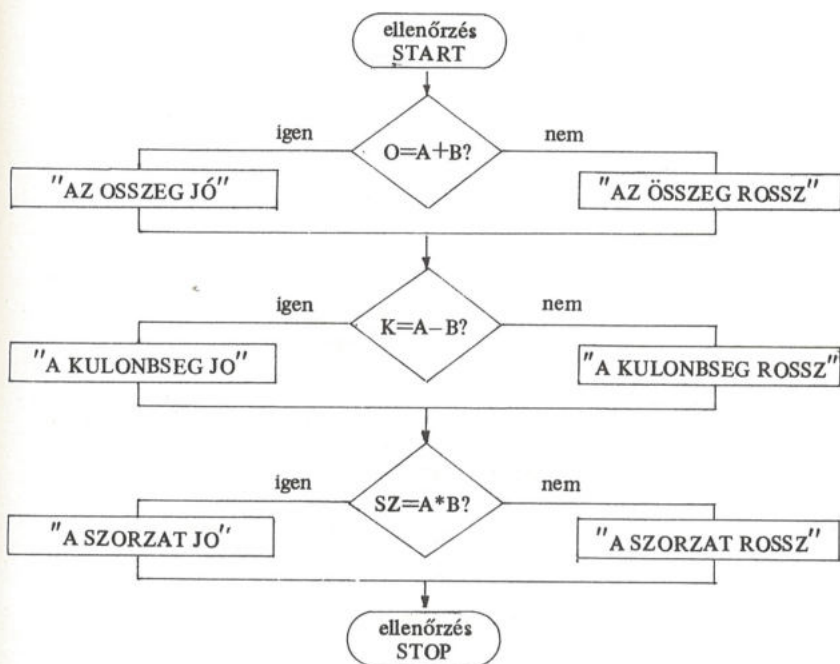 ellenőrzés
START
igen
O=A+B?
nem
"AZ OSSZEG JÓ"
"AZ ÖSSZEG ROSSZ"
igen
K=A–B?
nem
"A KULONBSEG JO"
"A KULONBSEG ROSSZ"
igen
SZ=A*B?
nem
"A SZORZAT JO"
"A SZORZAT ROSSZ"
ellenőrzés
STOP